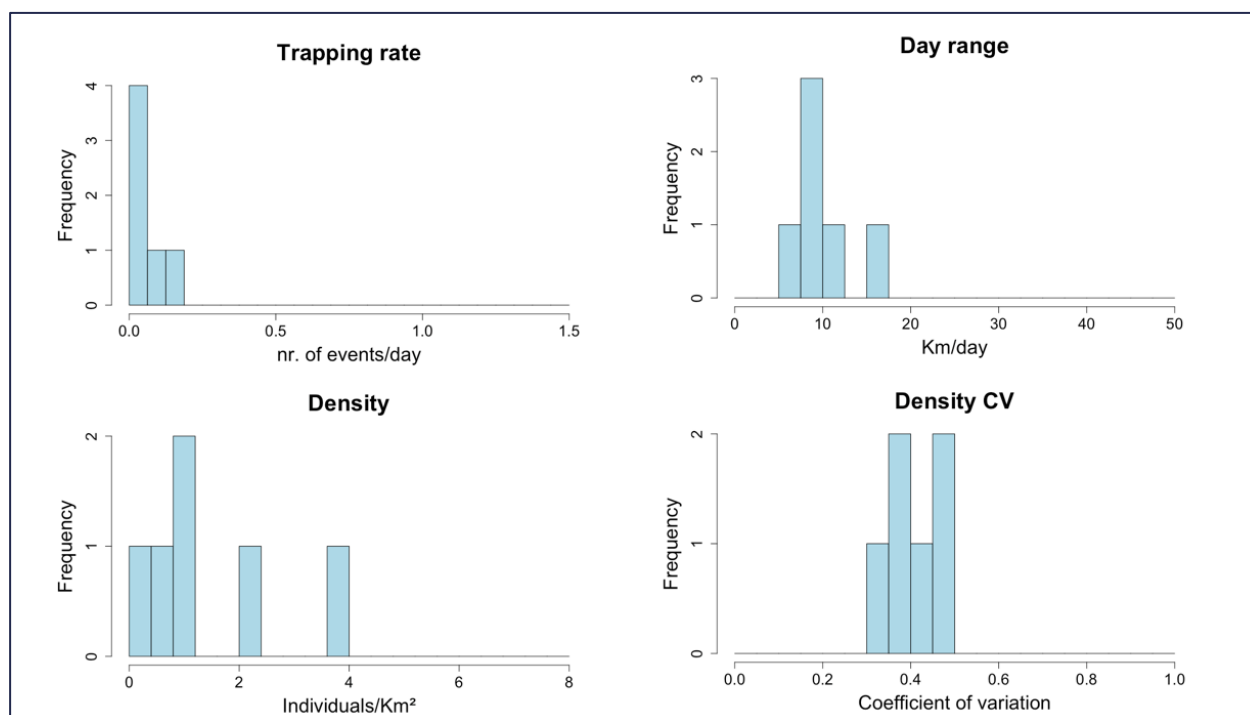 Trapping rate
Frequency
4
3
2
1
0
0.0 0.5 1.0 1.5
nr. of events/day
Day range
Frequency
3
2
1
0
0 10 20 30 40 50
Km/day
Density
Frequency
2
1
0
0 2 4 6 8
Individuals/Km²
Density CV
Frequency
2
1
0
0.0 0.2 0.4 0.6 0.8 1.0
Coefficient of variation